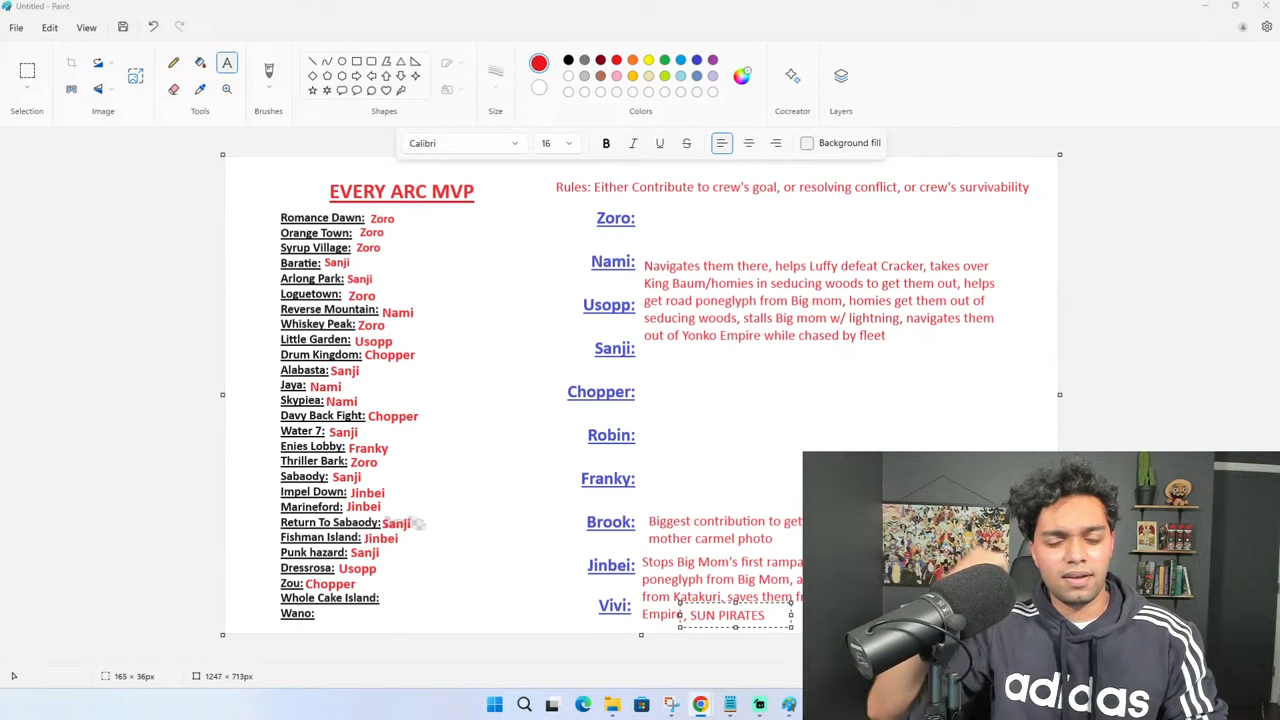 Untitled - Paint
File Edit View
Selection Image Tools Brushes Shapes Size Colors Cocreator Layers
Calibri 16 B I U S Background fill
EVERY ARC MVP
Romance Dawn: Zoro
Orange Town: Zoro
Syrup Village: Zoro
Baratie: Sanji
Arlong Park: Sanji
Loguetown: Zoro
Reverse Mountain: Nami
Whiskey Peak: Zoro
Little Garden: Usopp
Drum Kingdom: Chopper
Alabasta: Sanji
Jaya: Nami
Skypiea: Nami
Davy Back Fight: Chopper
Water 7: Sanji
Enies Lobby: Franky
Thriller Bark: Zoro
Sabaody: Sanji
Impel Down: Jinbei
Marineford: Jinbei
Return To Sabaody: Sanji
Fishman Island: Jinbei
Punk hazard: Sanji
Dressrosa: Usopp
Zou: Chopper
Whole Cake Island:
Wano:
Rules: Either Contribute to crew's goal, or resolving conflict, or crew's survivability
Zoro:
Nami:
Navigates them there, helps Luffy defeat Cracker, takes over
King Baum/homies in seducing woods to get them out, helps
get road poneglyph from Big mom, homies get them out of
seducing woods, stalls Big mom w/ lightning, navigates them
out of Yonko Empire while chased by fleet
Usopp:
Sanji:
Chopper:
Robin:
Franky:
Brook:
Biggest contribution to get
mother carmel photo
Jinbei:
Stops Big Mom's first rampa
poneglyph from Big Mom, a
from Katakuri, saves them f
Empire, SUN PIRATES
Vivi:
165 × 36px 1247 × 713px
adidas